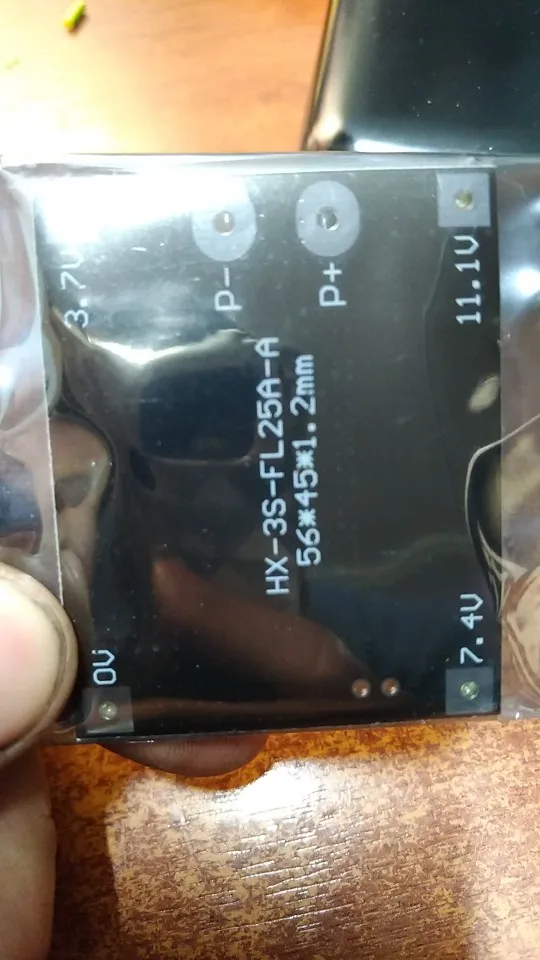 HX-3S-FL25A-A
56*45*1.2mm
3.7V
P-
P+
11.1V
0V
7.4V